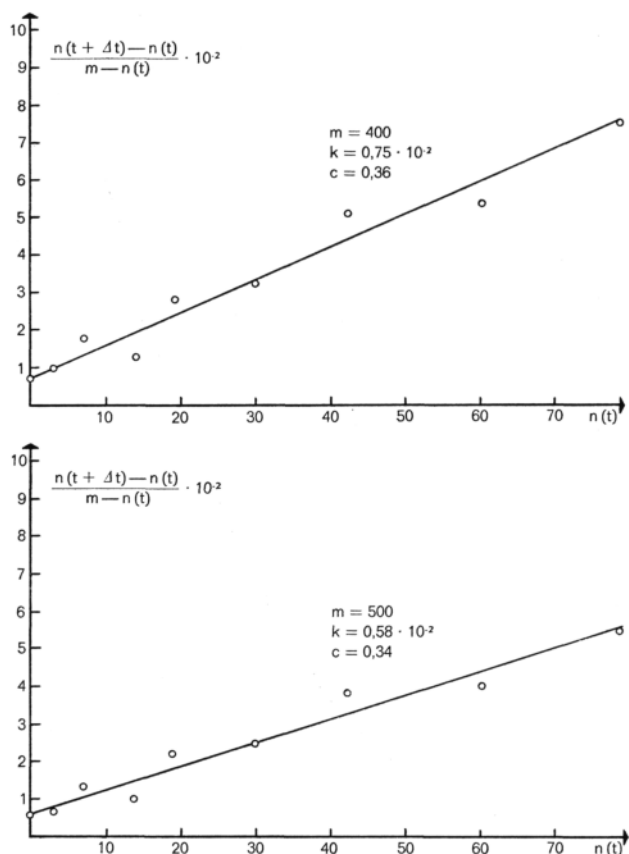 10
n(t + Δt) — n(t)
m — n(t)
· 10⁻²
9
8
7
m = 400
k = 0,75 · 10⁻²
c = 0,36
6
5
4
3
2
1
10 20 30 40 50 60 70 n(t)
10
n(t + Δt) — n(t)
m — n(t)
· 10⁻²
9
8
7
6
m = 500
k = 0,58 · 10⁻²
c = 0,34
5
4
3
2
1
10 20 30 40 50 60 70 n(t)